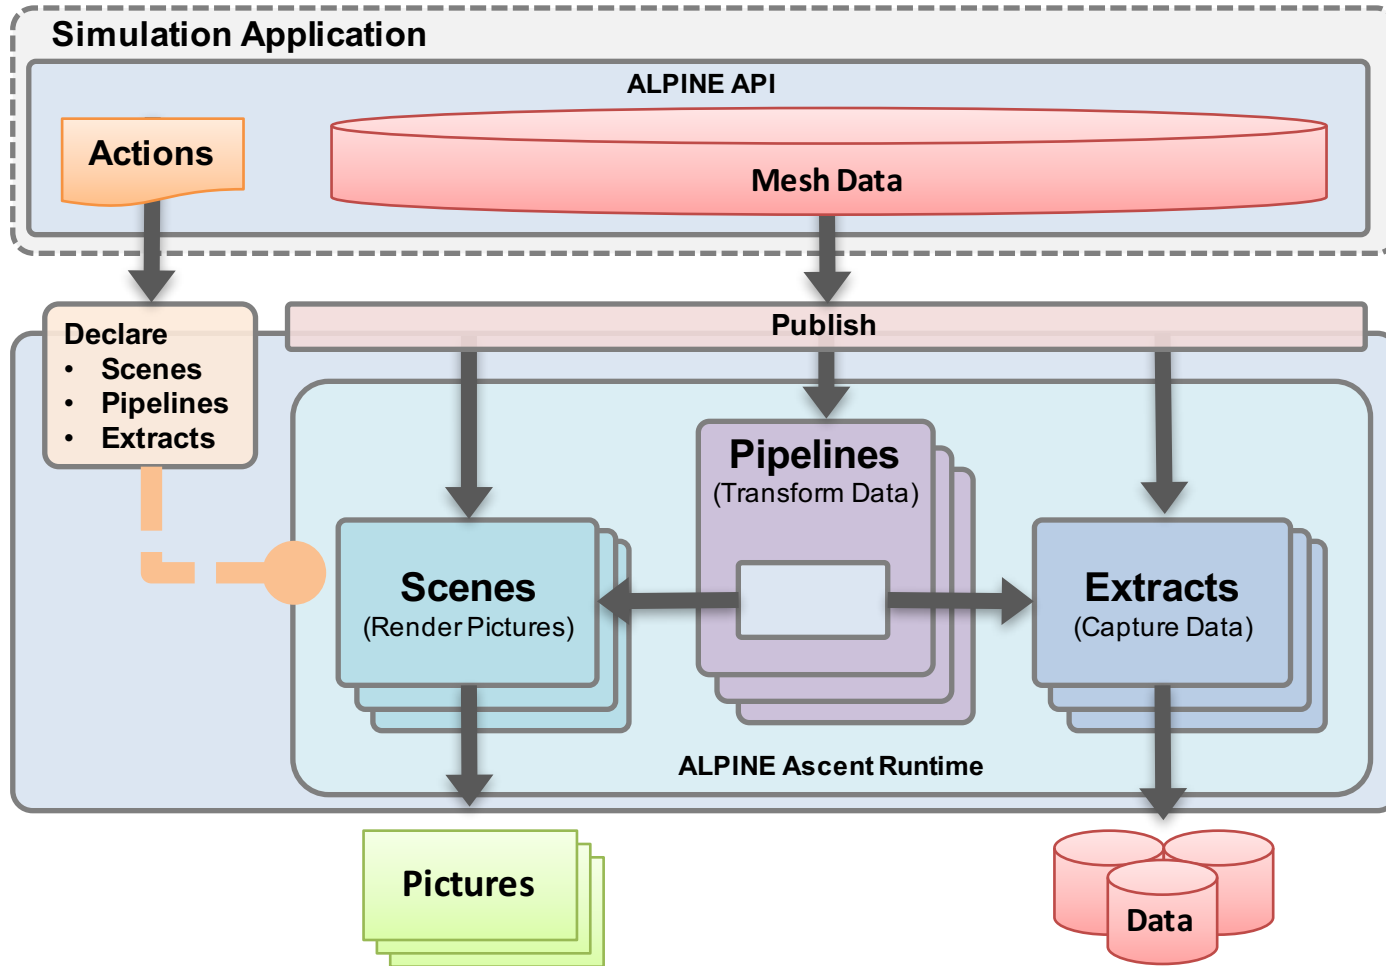 Simulation Application
ALPINE API
Actions
Mesh Data
Declare
• Scenes
• Pipelines
• Extracts
Publish
Pipelines
(Transform Data)
Scenes
(Render Pictures)
Extracts
(Capture Data)
ALPINE Ascent Runtime
Pictures
Data